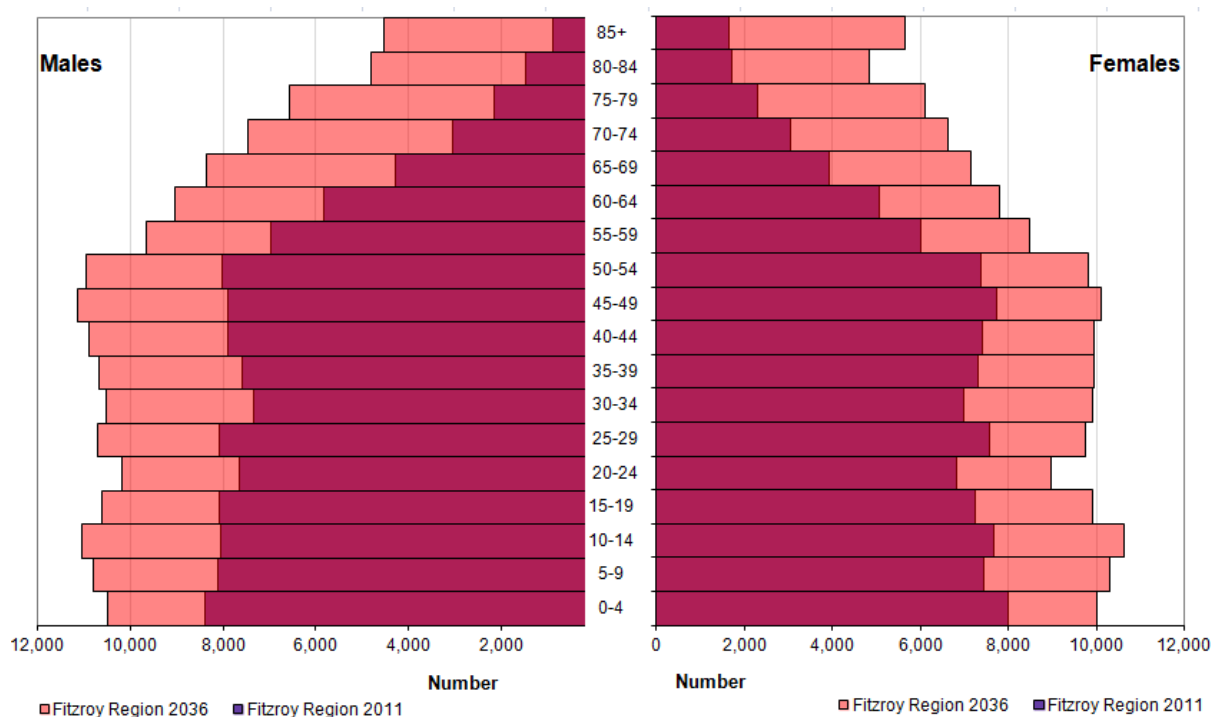 Males
Females
85+
80-84
75-79
70-74
65-69
60-64
55-59
50-54
45-49
40-44
35-39
30-34
25-29
20-24
15-19
10-14
5-9
0-4
12,000 10,000 8,000 6,000 4,000 2,000
0 2,000 4,000 6,000 8,000 10,000 12,000
Number
Number
Fitzroy Region 2036 Fitzroy Region 2011
Fitzroy Region 2036 Fitzroy Region 2011